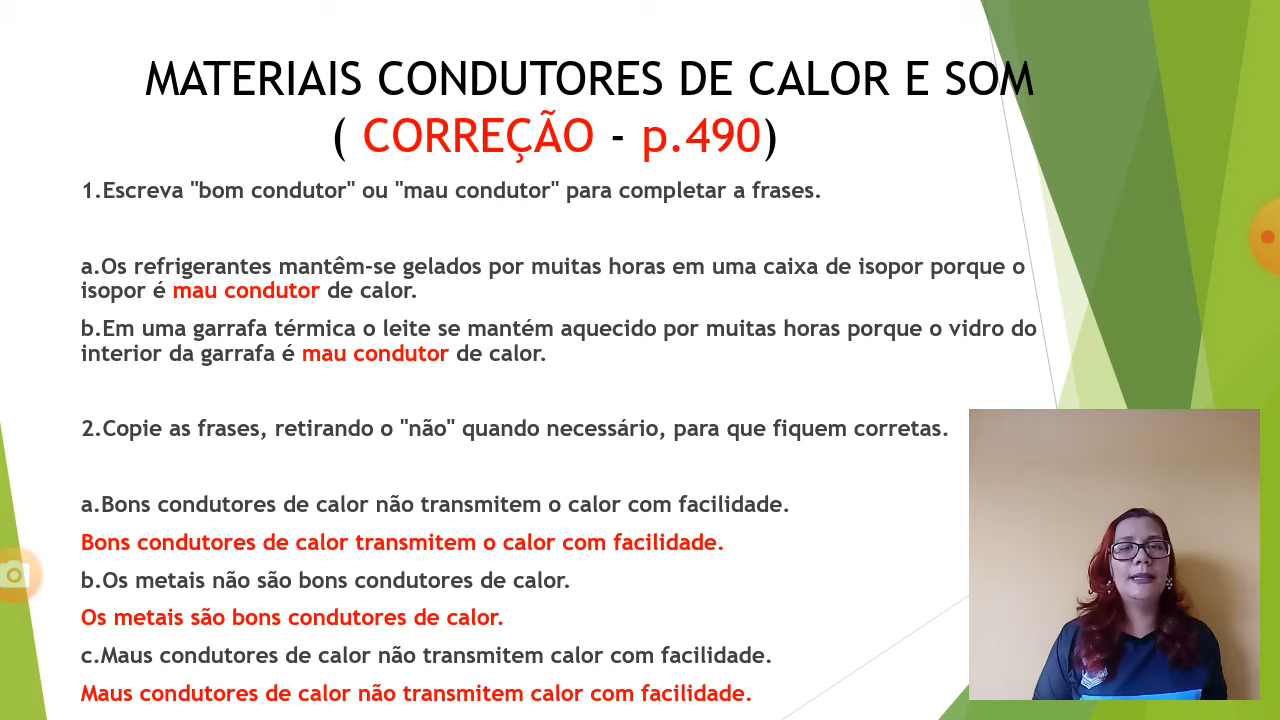 MATERIAIS CONDUTORES DE CALOR E SOM
( CORREÇÃO - p.490)
1.Escreva "bom condutor" ou "mau condutor" para completar a frases.
a.Os refrigerantes mantêm-se gelados por muitas horas em uma caixa de isopor porque o
isopor é mau condutor de calor.
b.Em uma garrafa térmica o leite se mantém aquecido por muitas horas porque o vidro do
interior da garrafa é mau condutor de calor.
2.Copie as frases, retirando o "não" quando necessário, para que fiquem corretas.
a.Bons condutores de calor não transmitem o calor com facilidade.
Bons condutores de calor transmitem o calor com facilidade.
b.Os metais não são bons condutores de calor.
Os metais são bons condutores de calor.
c.Maus condutores de calor não transmitem calor com facilidade.
Maus condutores de calor não transmitem calor com facilidade.